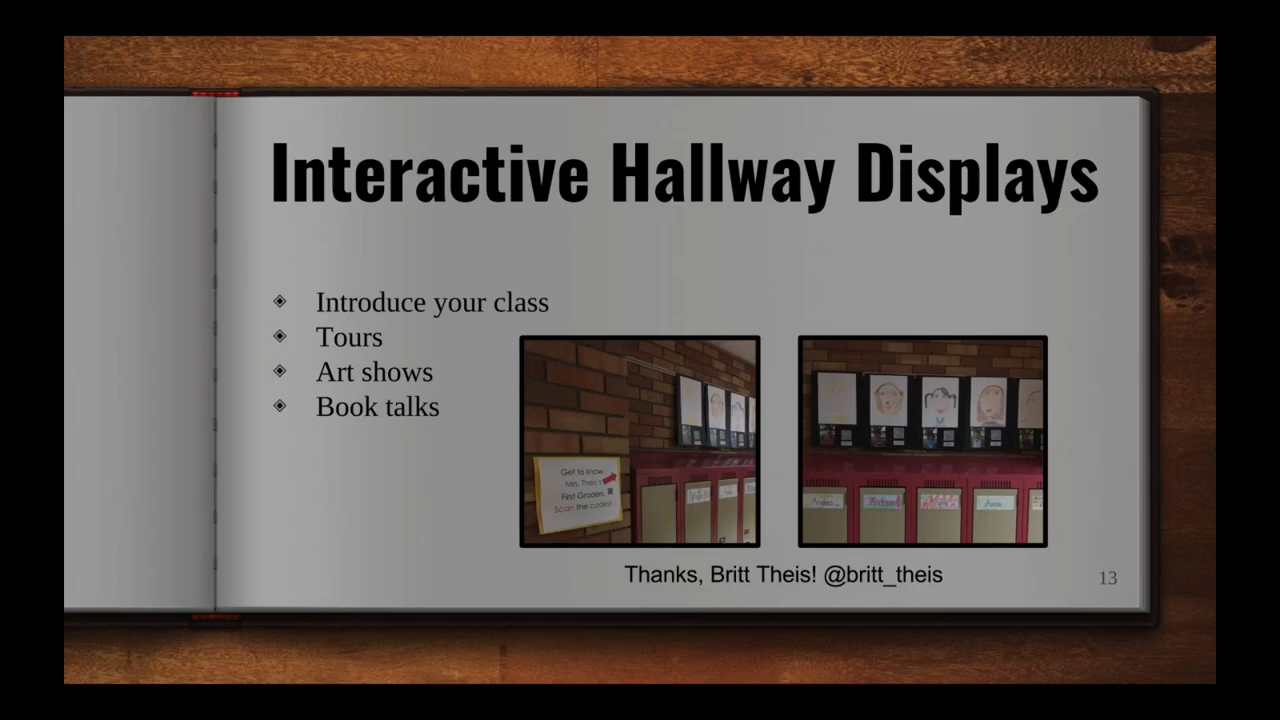 Interactive Hallway Displays
Introduce your class
Tours
Art shows
Book talks
Get to know
Mrs. Theis's
First Graders,
Scan the codes!
Thanks, Britt Theis! @britt_theis
13